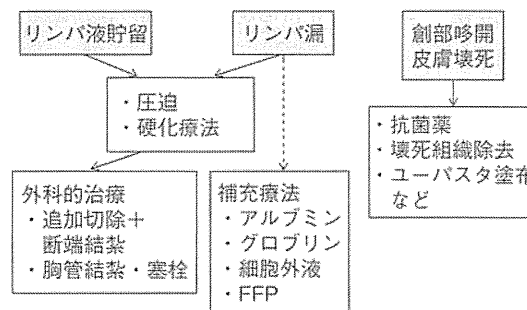 リンパ液貯留
リンパ漏
創部哆開
皮膚壊死
・圧迫
・硬化療法
・抗菌薬
・壊死組織除去
・ユーパスタ塗布
など
外科的治療
・追加切除＋
断端結紮
・胸管結紮・塞栓
補充療法
・アルブミン
・グロブリン
・細胞外液
・FFP